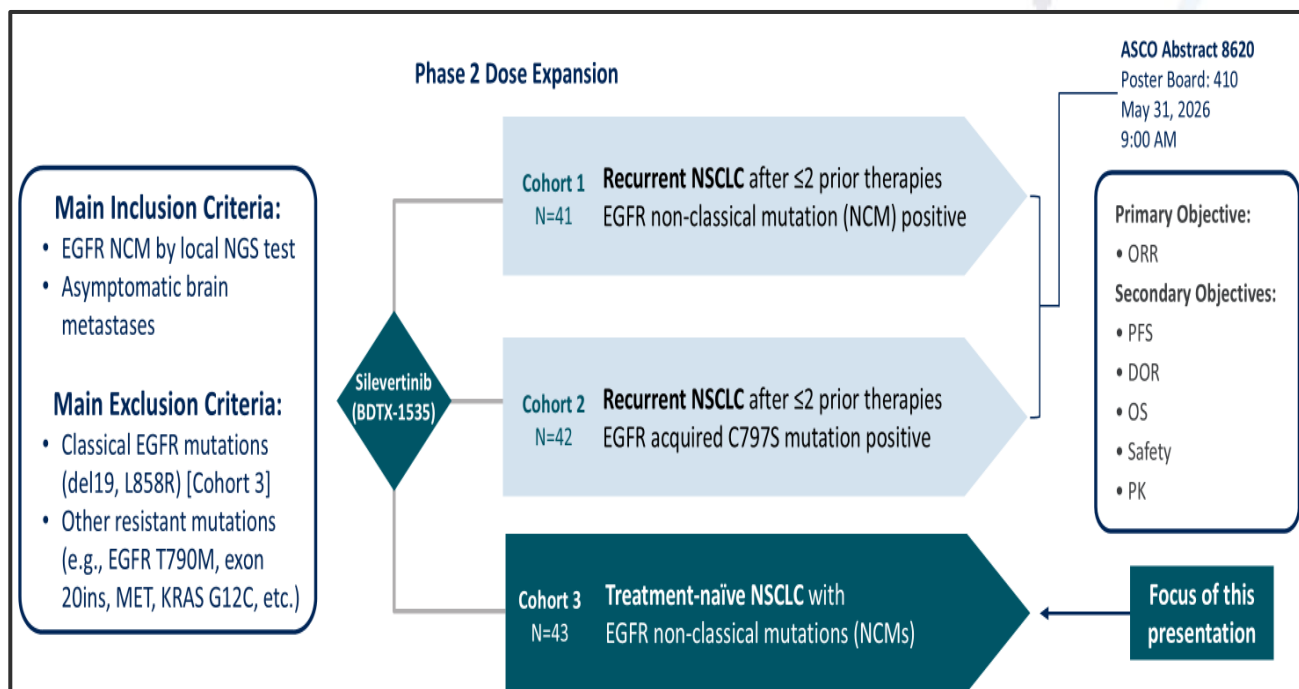 Phase 2 Dose Expansion
ASCO Abstract 8620
Poster Board: 410
May 31, 2026
9:00 AM
Main Inclusion Criteria:
• EGFR NCM by local NGS test
• Asymptomatic brain
metastases
Main Exclusion Criteria:
• Classical EGFR mutations
(del19, L858R) [Cohort 3]
• Other resistant mutations
(e.g., EGFR T790M, exon
20ins, MET, KRAS G12C, etc.)
Silevertinib
(BDTX-1535)
Cohort 1
N=41
Recurrent NSCLC after ≤2 prior therapies
EGFR non-classical mutation (NCM) positive
Cohort 2
N=42
Recurrent NSCLC after ≤2 prior therapies
EGFR acquired C797S mutation positive
Cohort 3
N=43
Treatment-naïve NSCLC with
EGFR non-classical mutations (NCMs)
Primary Objective:
• ORR
Secondary Objectives:
• PFS
• DOR
• OS
• Safety
• PK
Focus of this
presentation